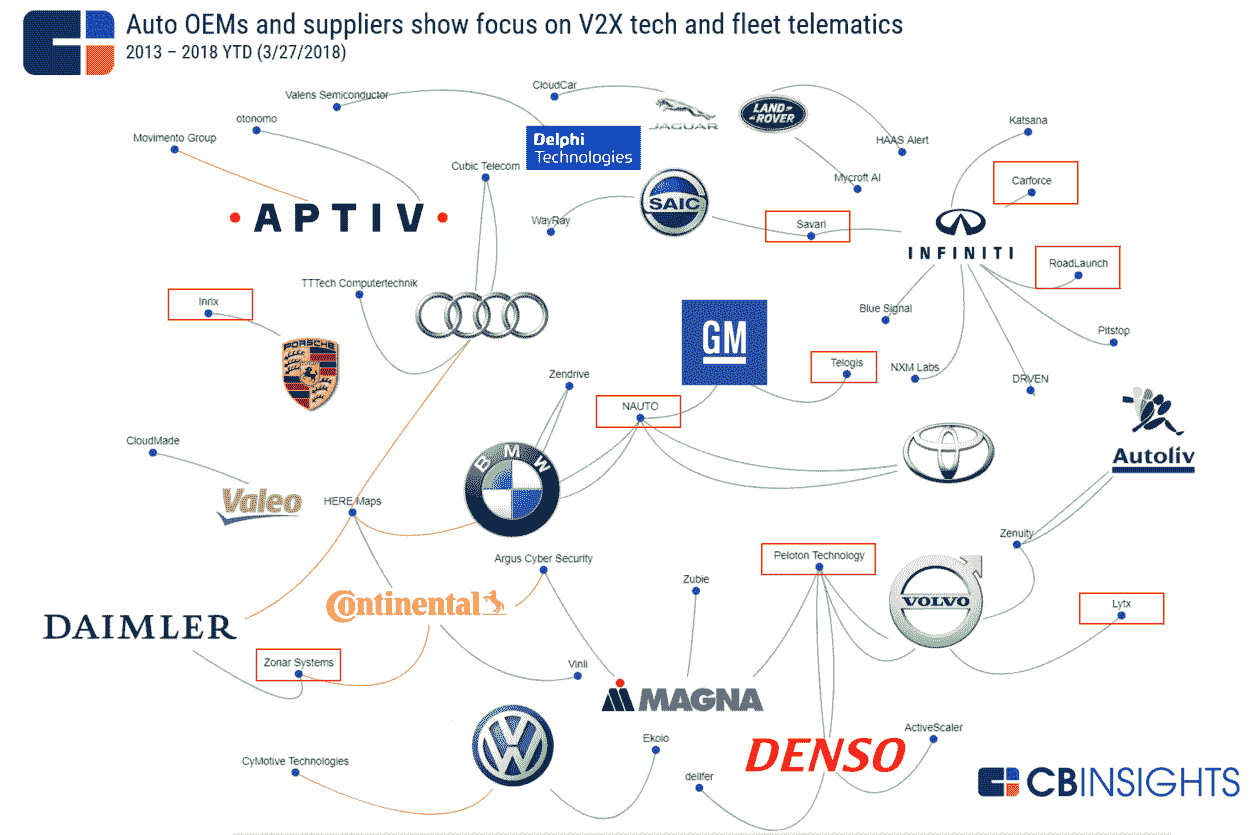 Auto OEMs and suppliers show focus on V2X tech and fleet telematics
2013 – 2018 YTD (3/27/2018)
CloudCar
Valens Semiconductor
otonomo
Movimento Group
JAGUAR
LAND-
ROVER
Katsana
HAAS Alert
Delphi
Technologies
Cubic Telecom
Mycroft AI
Carforce
APTIV
WayRay
SAIC
Savari
INFINITI
RoadLaunch
TTTech Computertechnik
Inrix
PORSCHE
GM
Blue Signal
Pitstop
Telogis
NXM Labs
DRVEN
Zendrive
NAUTO
CloudMade
BMW
Autoliv
Valeo
HERE Maps
Zenuity
Argus Cyber Security
Peloton Technology
Zubie
Continental
VOLVO
Lytx
DAIMLER
Zonar Systems
Vinli
MAGNA
ActiveScaler
Ekoio
DENSO
CyMotive Technologies
delfer
CBINSIGHTS